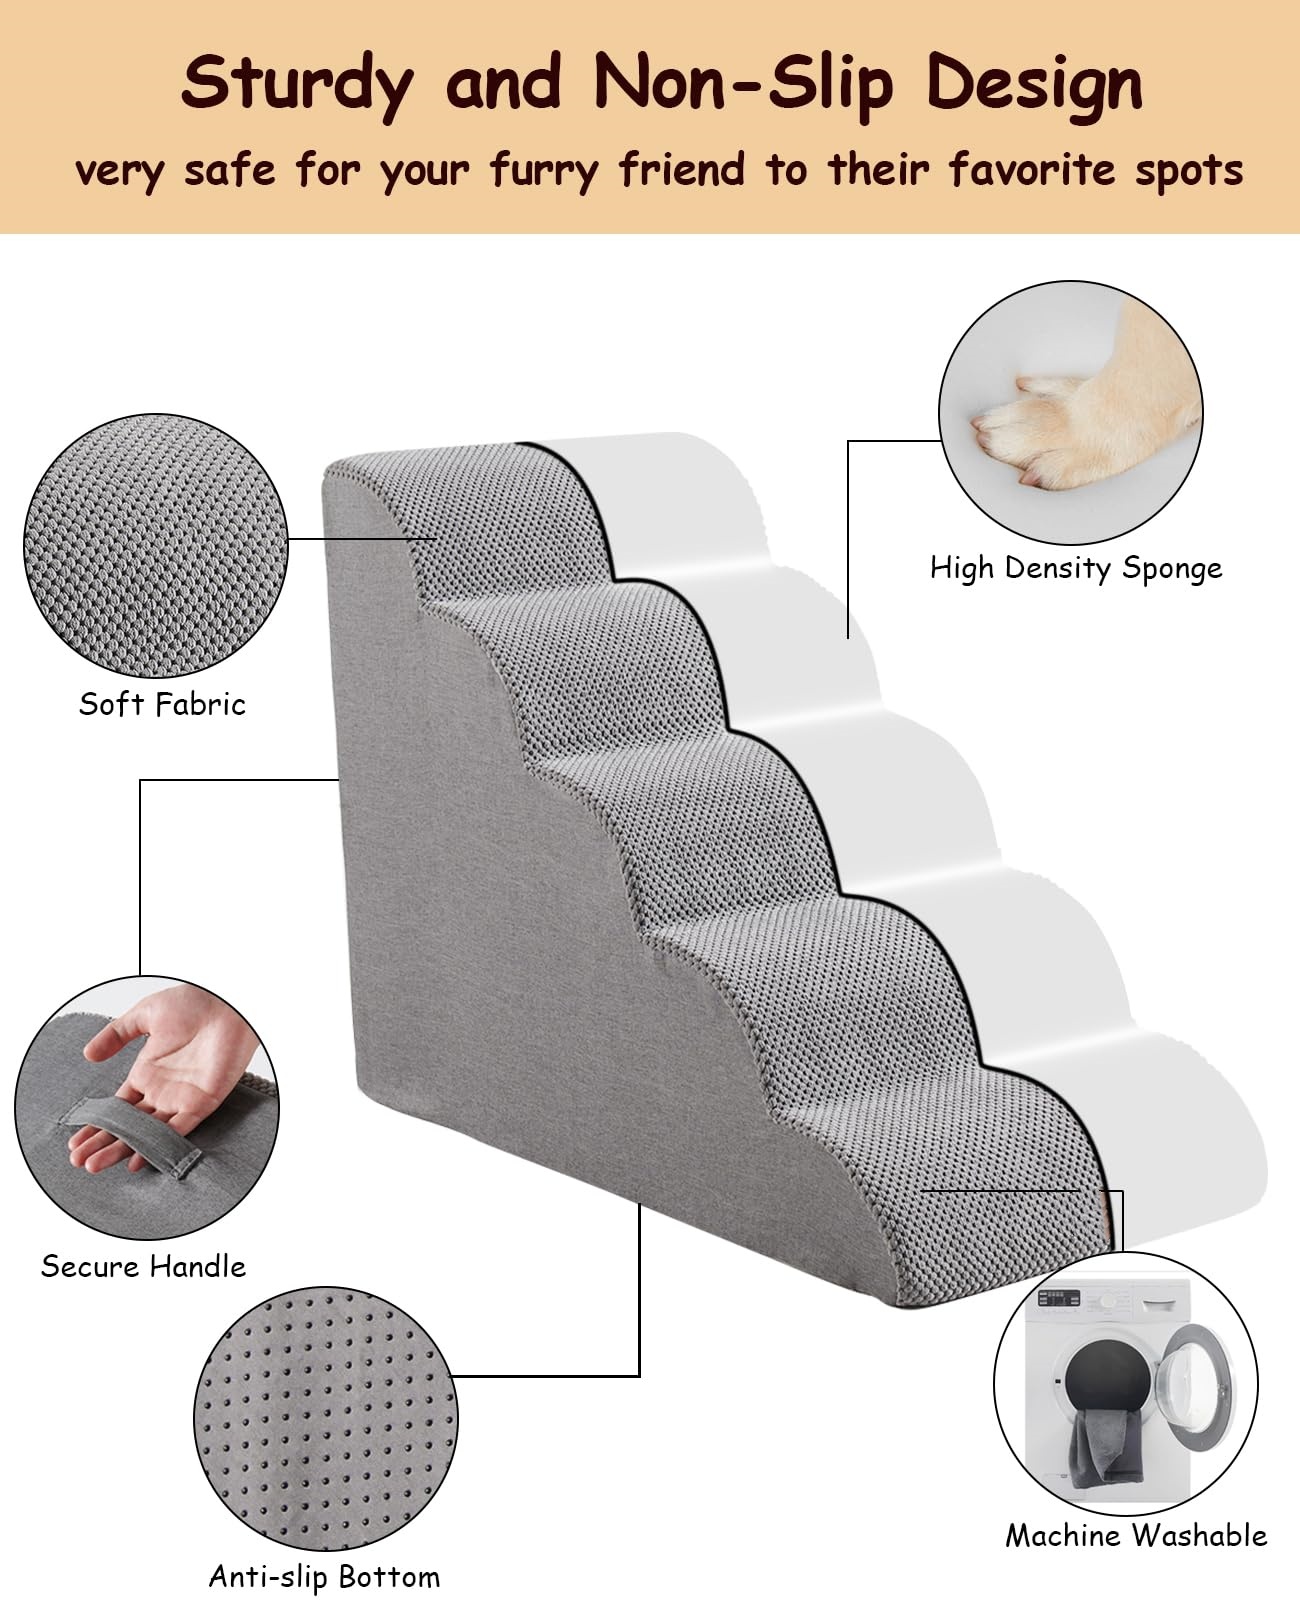 Sturdy and Non-Slip Design
very safe for your furry friend to their favorite spots
High Density Sponge
Soft Fabric
Secure Handle
Machine Washable
Anti-slip Bottom